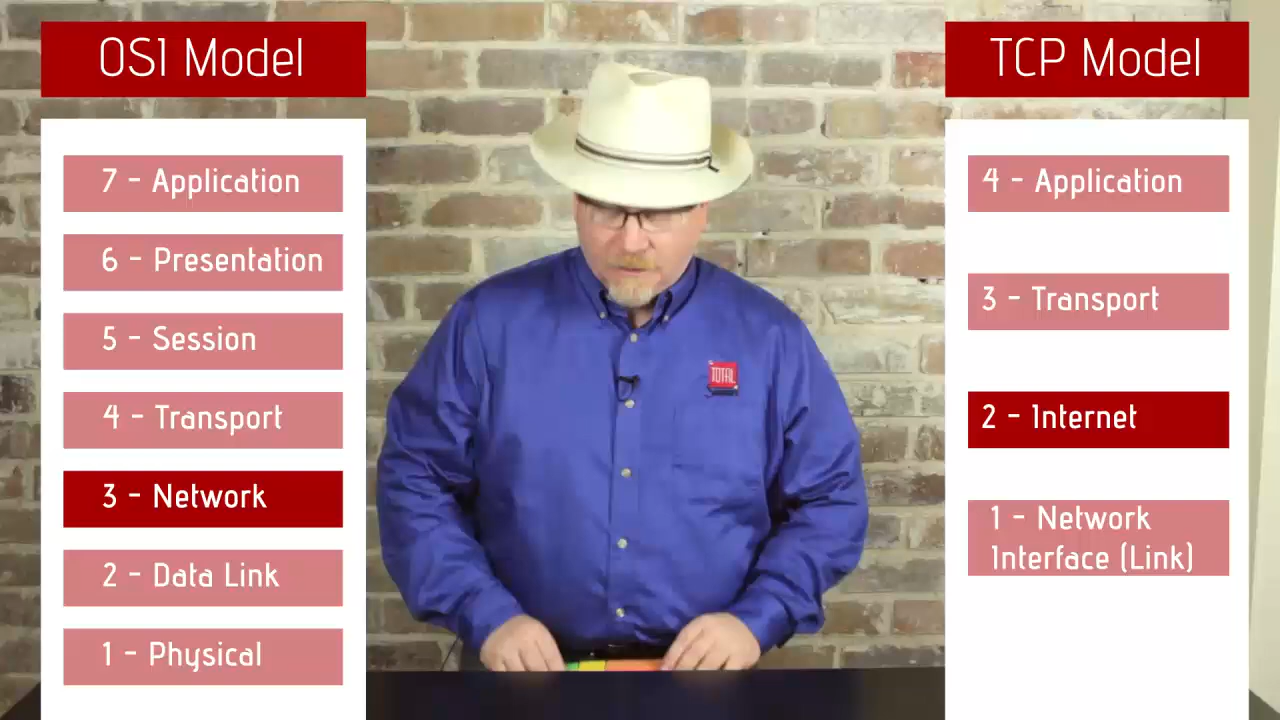 OSI Model
7 - Application
6 - Presentation
5 - Session
4 - Transport
3 - Network
2 - Data Link
1 - Physical
TOTAL
TCP Model
4 - Application
3 - Transport
2 - Internet
1 - Network
Interface (Link)